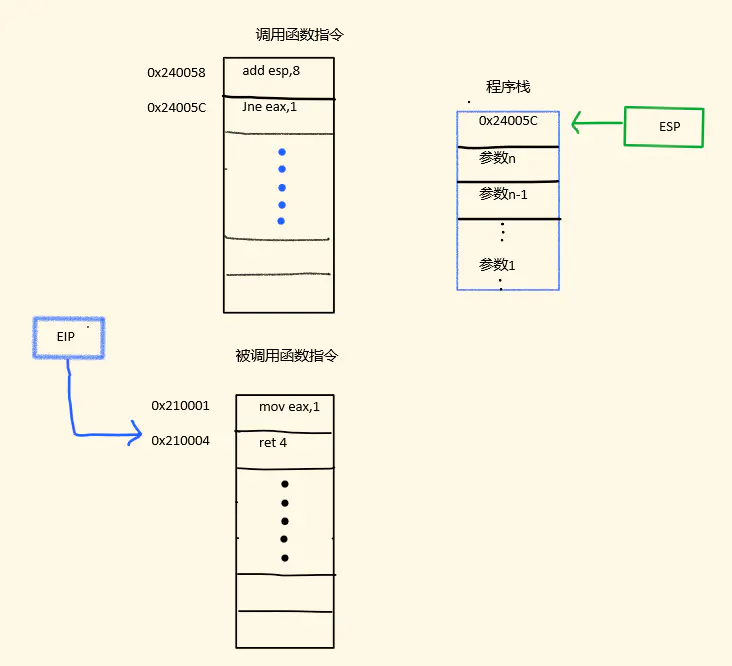 调用函数指令
0x240058
add esp,8
0x24005C
Jne eax,1
程序栈
0x24005C
ESP
参数n
参数n-1
参数1
EIP
被调用函数指令
0x210001
mov eax,1
0x210004
ret 4